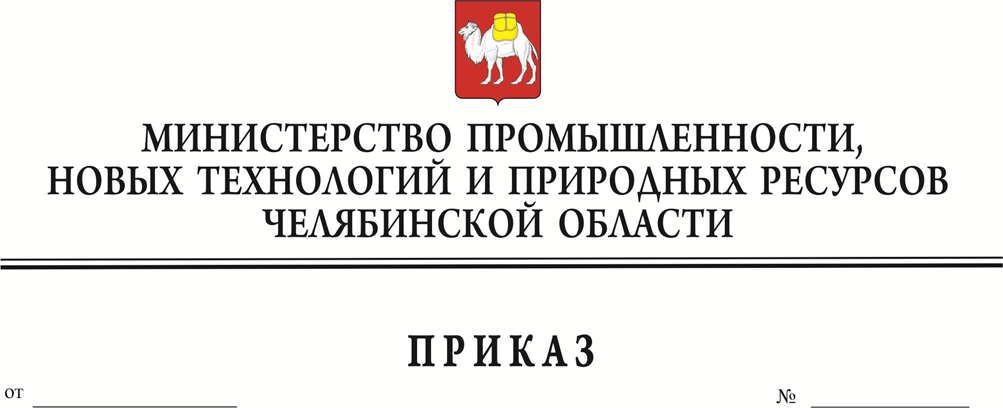 МИНИСТЕРСТВО ПРОМЫШЛЕННОСТИ,
НОВЫХ ТЕХНОЛОГИЙ И ПРИРОДНЫХ РЕСУРСОВ
ЧЕЛЯБИНСКОЙ ОБЛАСТИ
ПРИКАЗ
от №